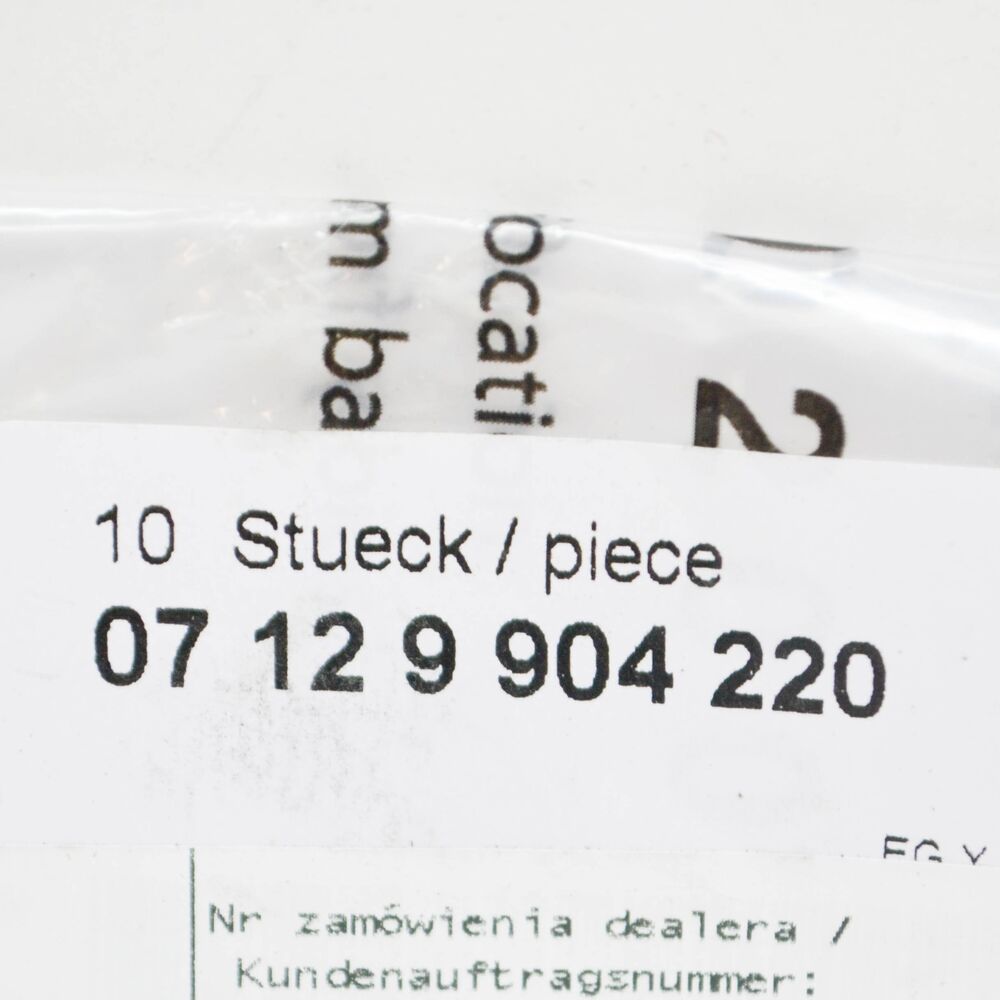 10 Stueck / piece
07 12 9 904 220
Nr zamówienia dealera /
Kundenauftragsnummer: